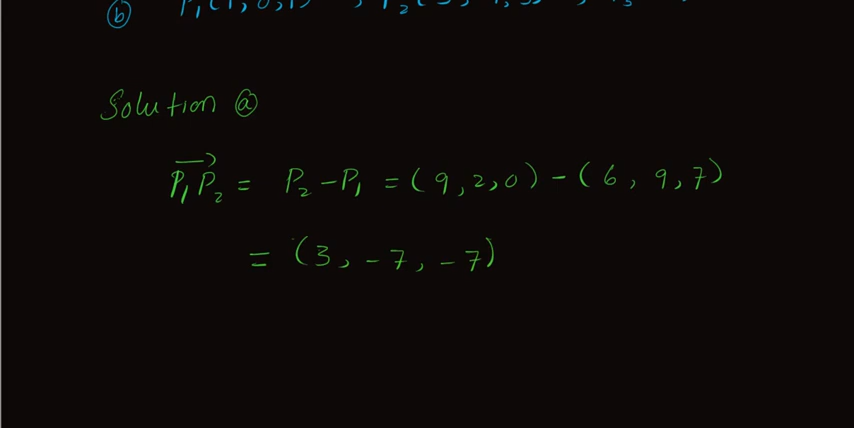 ⓑ
Solution ⓐ
P₁P₂ = P₂ - P₁ = (9, 2, 0) - (6, 9, 7)
= (3, -7, -7)